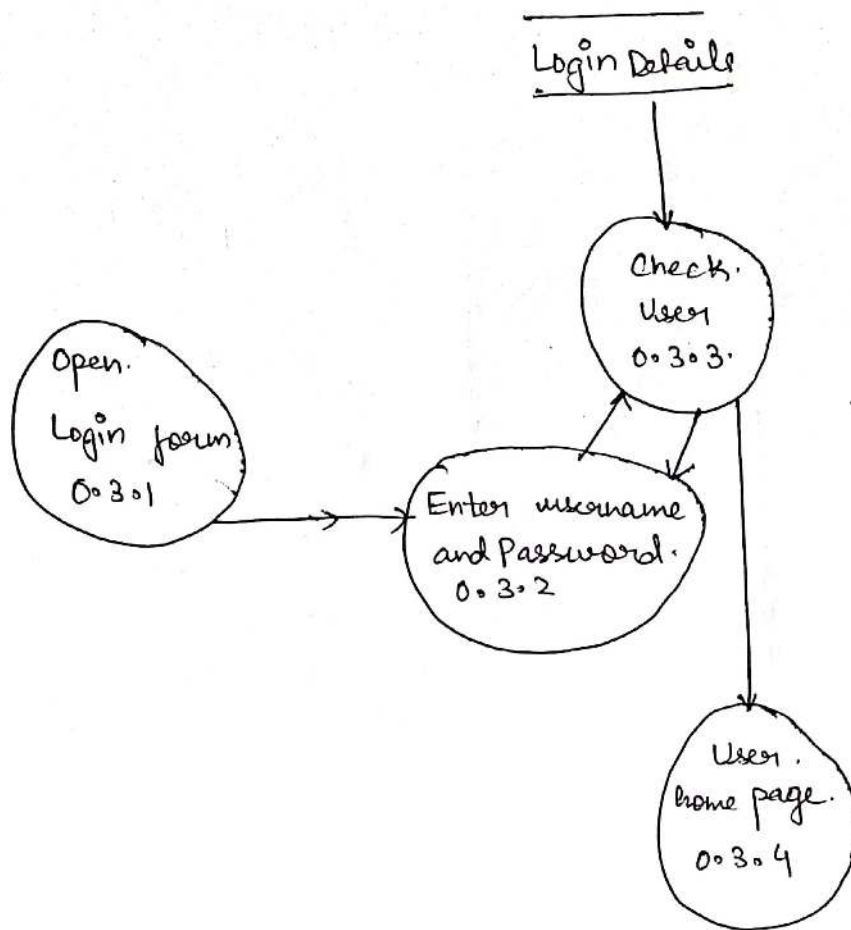 Login Details
Check.
User
0.3.3.
Open.
Login form
0.3.1
Enter username
and Password.
0.3.2
User.
home page.
0.3.4